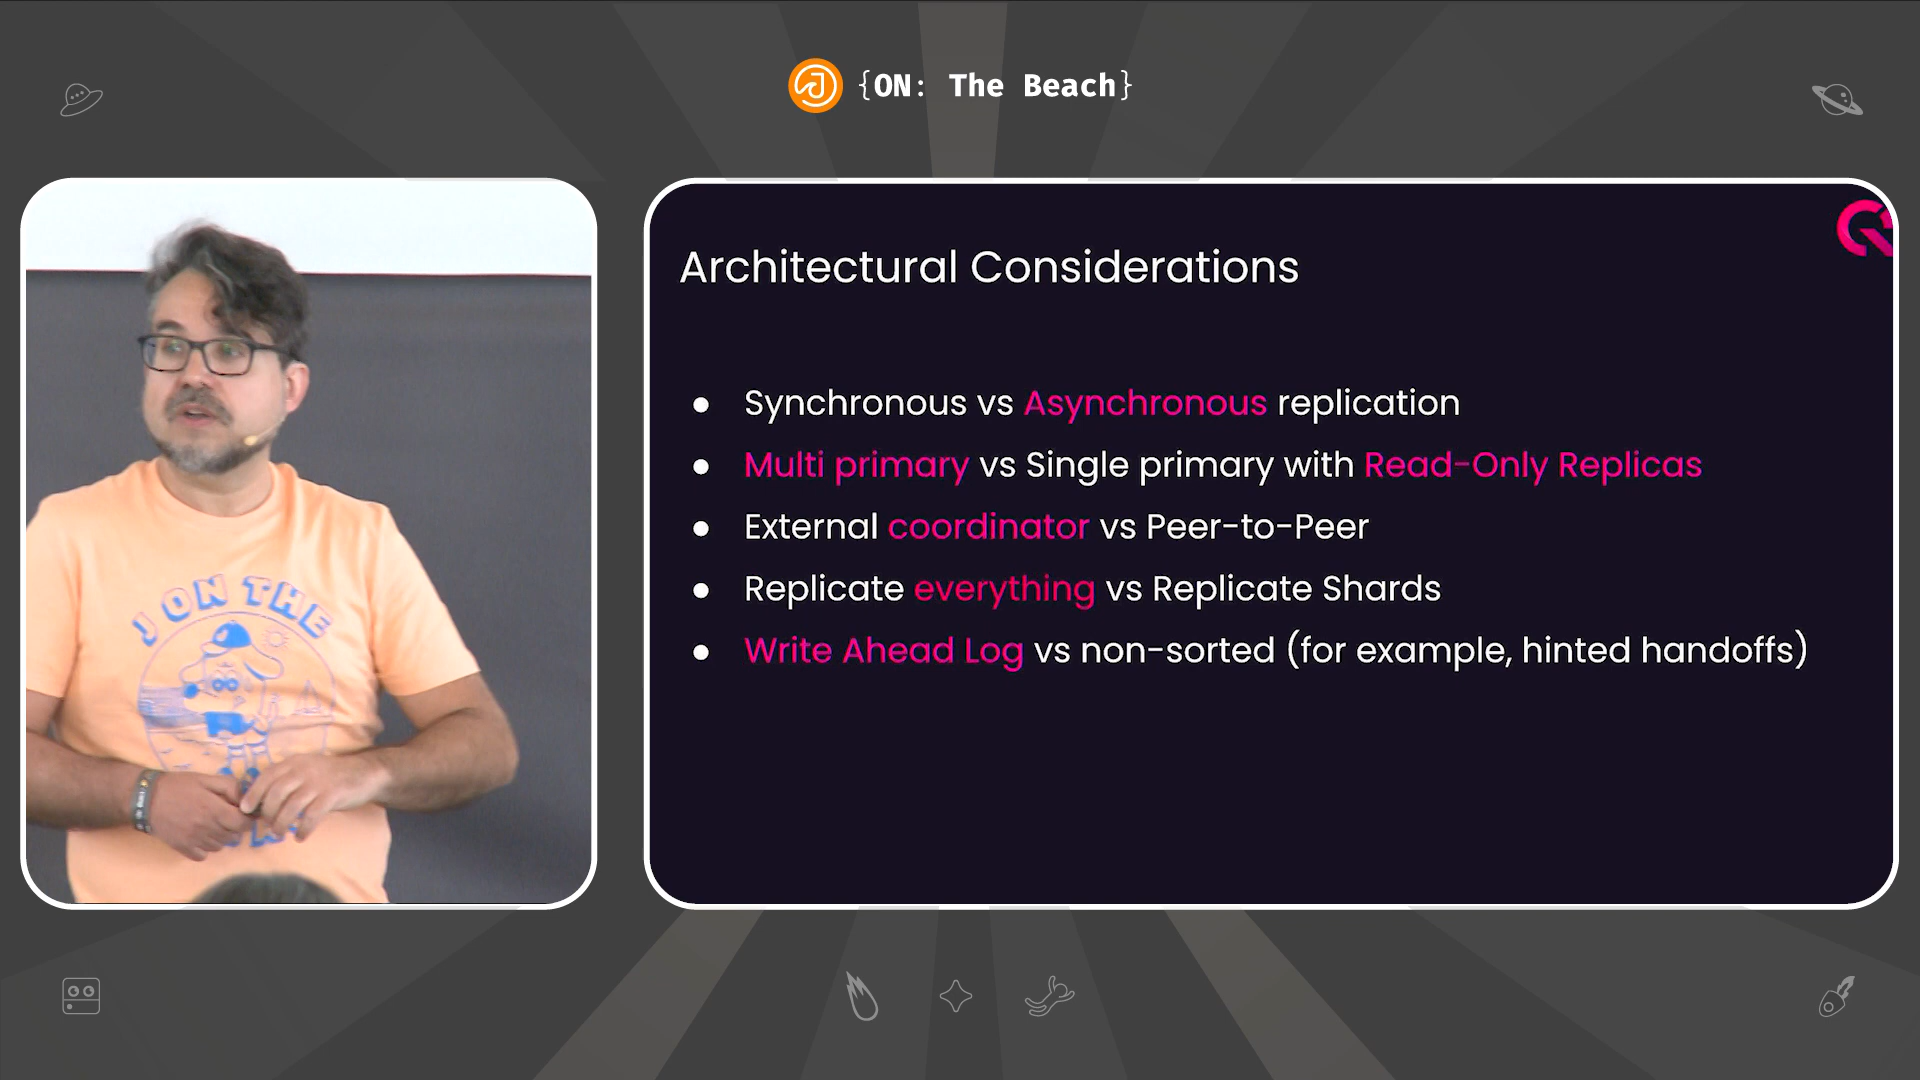 {ON: The Beach}
Architectural Considerations
● Synchronous vs Asynchronous replication
● Multi primary vs Single primary with Read-Only Replicas
● External coordinator vs Peer-to-Peer
● Replicate everything vs Replicate Shards
● Write Ahead Log vs non-sorted (for example, hinted handoffs)
J ON THE